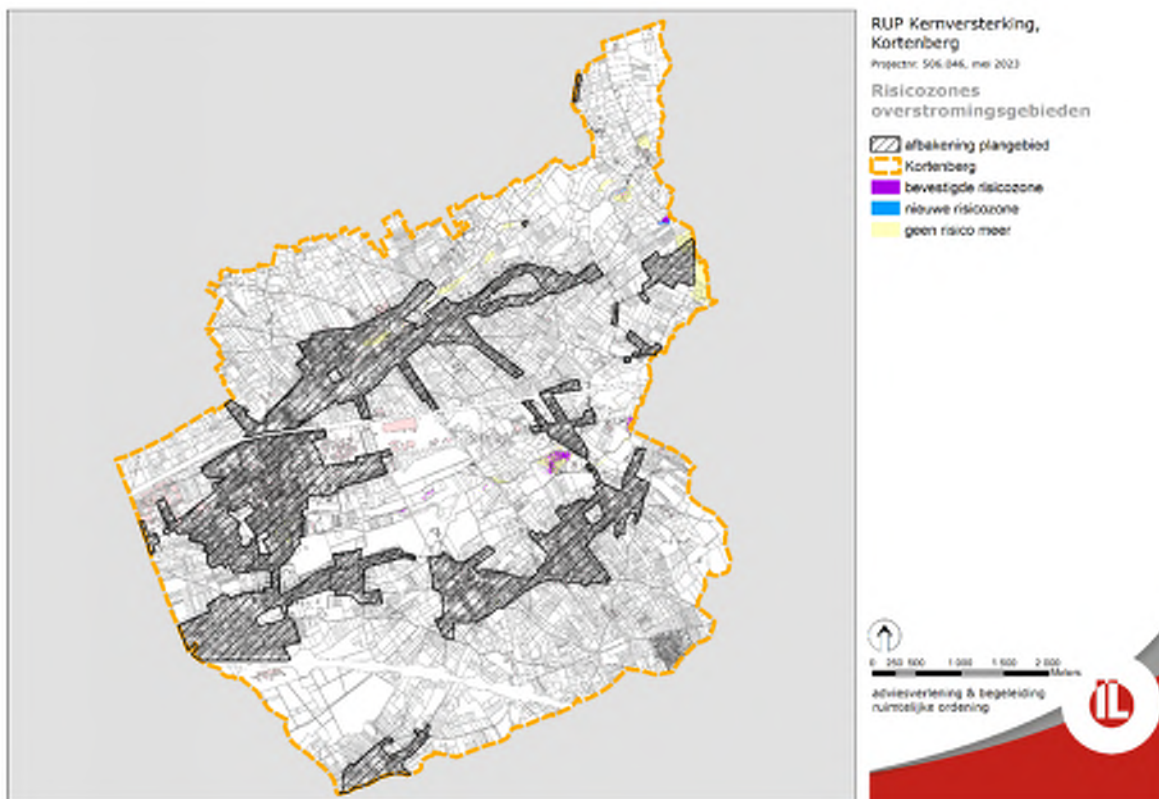 RUP Kernversterking,
Kortenberg
Projectnr. 506.046, mei 2023
Risicozones
overstromingsgebieden
afbakening plangebied
Kortenberg
bevestigde risicozone
nieuwe risicozone
geen risico meer
0 250 500 1 000 1 500 2 000
Meters
adviesverlening & begeleiding
ruimtelijke ordening
IL